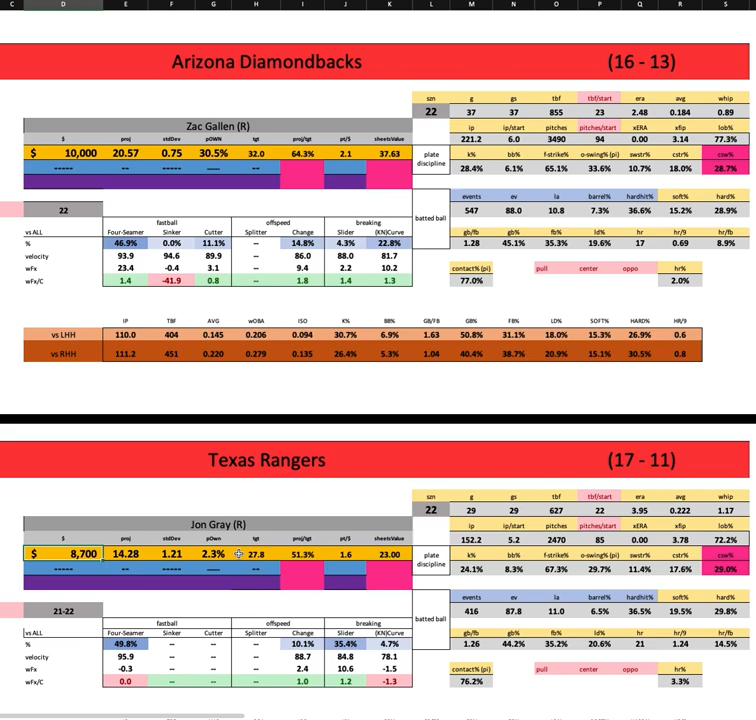 C D E F G H I J K L M N O P Q R S
Arizona Diamondbacks (16 - 13)
szn g gs tbf tbf/start era avg whip
22 37 37 855 23 2.48 0.184 0.89
Zac Gallen (R) ip ip/start pitches pitches/start xERA xfip lob%
$ proj stdDev pOWN tgt proj/tgt pt/$ sheetsValue 221.2 6.0 3490 94 0.00 3.14 77.3%
$ 10,000 20.57 0.75 30.5% 32.0 64.3% 2.1 37.63 plate discipline k% bb% f-strike% o-swing% (pi) swstr% cstr% csw%
----- -- ---- -- 28.4% 6.1% 65.1% 33.6% 10.7% 18.0% 28.7%
batted ball events ev la barrel% hardhit% soft% hard%
22 547 88.0 10.8 7.3% 36.6% 15.2% 28.9%
fastball offspeed breaking gb/fb gb% fb% ld% hr hr/9 hr/fb
vs ALL Four-Seamer Sinker Cutter Splitter Change Slider (KN)Curve
% 46.9% 0.0% 11.1% -- 14.8% 4.3% 22.8% 1.28 45.1% 35.3% 19.6% 17 0.69 8.9%
velocity 93.9 94.6 89.9 -- 86.0 88.0 81.7
wFx 23.4 -0.4 3.1 9.4 2.2 10.2 contact% (pi) pull center oppo hr%
wFx/C 1.4 -41.9 0.8 -- 1.8 1.4 1.3 77.0% 2.0%
IP TBF AVG wOBA ISO K% BB% GB/FB GB% FB% LD% SOFT% HARD% HR/9
vs LHH 110.0 404 0.145 0.206 0.094 30.7% 6.9% 1.63 50.8% 31.1% 18.0% 15.3% 26.9% 0.6
vs RHH 111.2 451 0.220 0.279 0.135 26.4% 5.3% 1.04 40.4% 38.7% 20.9% 15.1% 30.5% 0.8
Texas Rangers (17 - 11)
szn g gs tbf tbf/start era avg whip
22 29 29 627 22 3.95 0.222 1.17
Jon Gray (R) ip ip/start pitches pitches/start xERA xfip lob%
$ proj stdDev pOwn tgt proj/tgt pt/$ sheetsValue 152.2 5.2 2470 85 0.00 3.78 72.2%
$ 8,700 14.28 1.21 2.3% 27.8 51.3% 1.6 23.00 plate discipline k% bb% f-strike% o-swing% (pi) swstr% cstr% csw%
----- -- ---- -- 24.1% 8.3% 67.3% 29.7% 11.4% 17.6% 29.0%
batted ball events ev la barrel% hardhit% soft% hard%
21-22 416 87.8 11.0 6.5% 36.5% 19.5% 29.8%
fastball offspeed breaking gb/fb gb% fb% ld% hr hr/9 hr/fb
vs ALL Four-Seamer Sinker Cutter Splitter Change Slider (KN)Curve
% 49.8% -- -- -- 10.1% 35.4% 4.7% 1.26 44.2% 35.2% 20.6% 21 1.24 14.5%
velocity 95.9 -- -- -- 88.7 84.8 78.1
wFx -0.3 -- -- -- 2.4 10.6 -1.5 contact% (pi) pull center oppo hr%
wFx/C 0.0 -- -- -- 1.0 1.2 -1.3 76.2% 3.3%